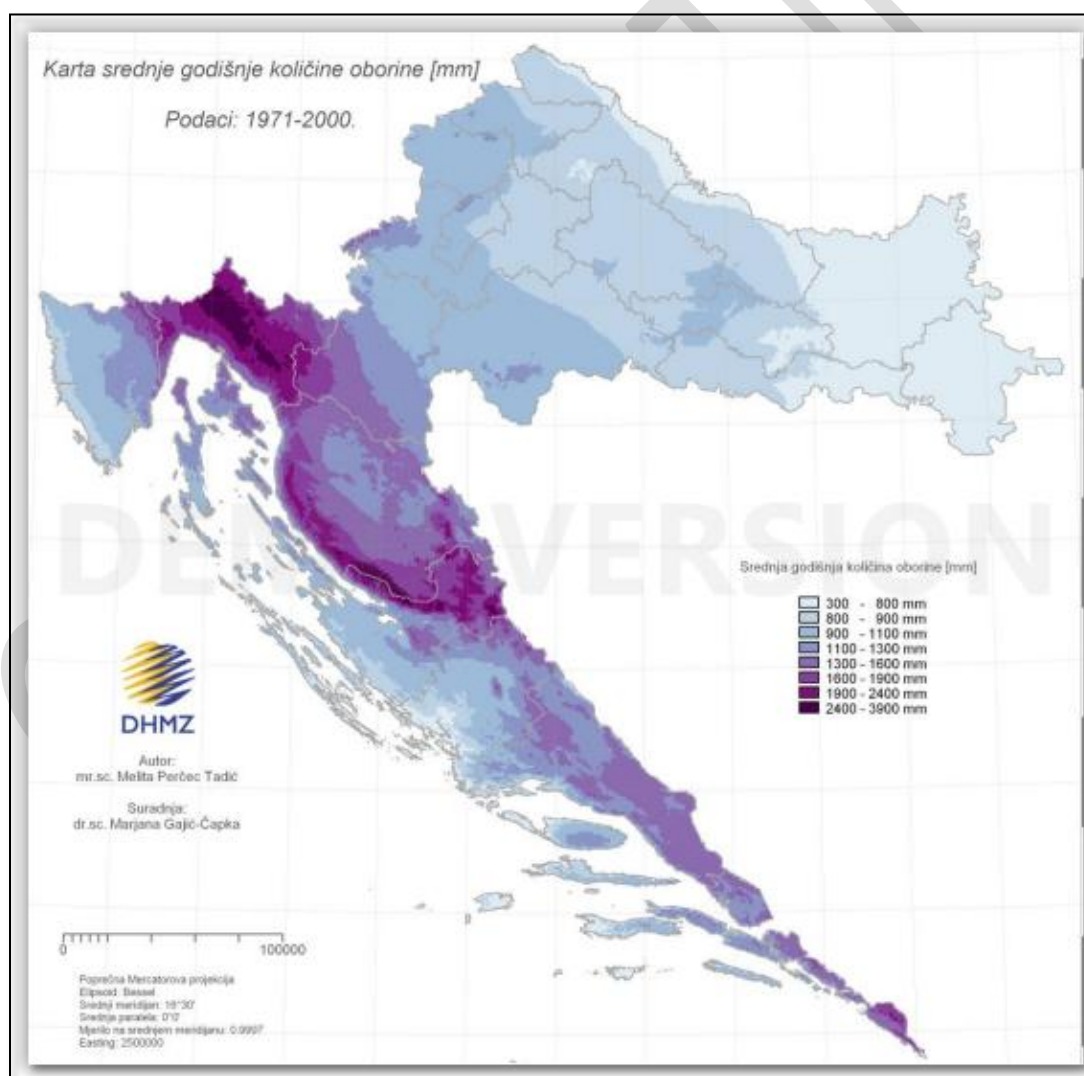 Karta srednje godišnje količine oborine [mm]
Podaci: 1971-2000.
DEMO VERSION
Srednja godišnja količina oborine [mm]
300 - 800 mm
800 - 900 mm
900 - 1100 mm
1100 - 1300 mm
1300 - 1600 mm
1600 - 1900 mm
1900 - 2400 mm
2400 - 3900 mm
DHMZ
Autor:
mr.sc. Melita Perčec Tadić
Suradnja:
dr.sc. Marjana Gajić-Čapka
0 100000
Poprečna Mercatorova projekcija
Elipsoid: Bessel
Srednji meridijan: 16°30'
Srednja paralela: 0°0'
Mjerilo na srednjem meridijanu: 0.9997
Easting: 2500000